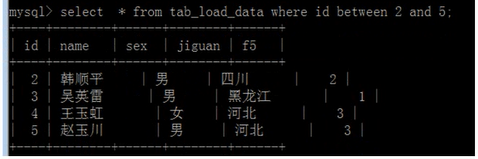 mysql> select  * from tab_load_data where id between 2 and 5;
+----+--------+------+--------+------+
| id | name   | sex  | jiguan | f5   |
+----+--------+------+--------+------+
|  2 | 韩顺平      | 男     | 四川       |    2 |
|  3 | 吴英雷      | 男     | 黑龙江       |    1 |
|  4 | 王玉虹      | 女     | 河北       |    3 |
|  5 | 赵玉川      | 男     | 河北       |    3 |
+----+--------+------+--------+------+